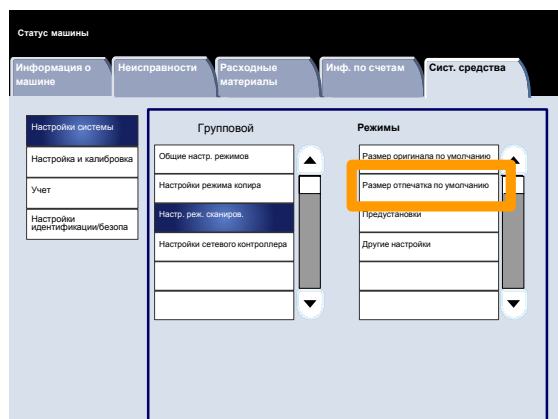 Статус машины
Информация о
машине
Неисправности
Расходные
материалы
Инф. по счетам
Сист. средства
Настройки системы
Настройка и калибровка
Учет
Настройки
идентификации/безопа
Групповой
Общие настр. режимов
Настройки режима копира
Настр. реж. сканиров.
Настройки сетевого контроллера
Режимы
Размер оригинала по умолчанию
Размер отпечатка по умолчанию
Предустановки
Другие настройки